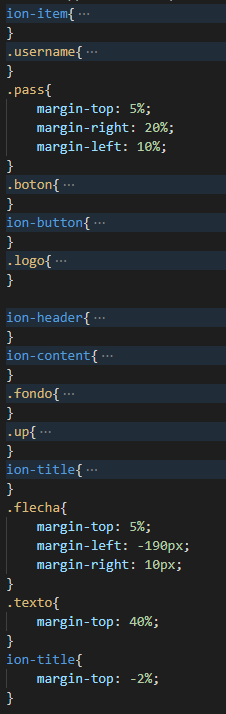 ion-item{ ⋯
}
.username{ ⋯
}
.pass{
    margin-top: 5%;
    margin-right: 20%;
    margin-left: 10%;
}
.boton{ ⋯
}
ion-button{ ⋯
}
.logo{ ⋯
}

ion-header{ ⋯
}
ion-content{ ⋯
}
.fondo{ ⋯
}
.up{ ⋯
}
ion-title{ ⋯
}
.flecha{
    margin-top: 5%;
    margin-left: -190px;
    margin-right: 10px;
}
.texto{
    margin-top: 40%;
}
ion-title{
    margin-top: -2%;
}